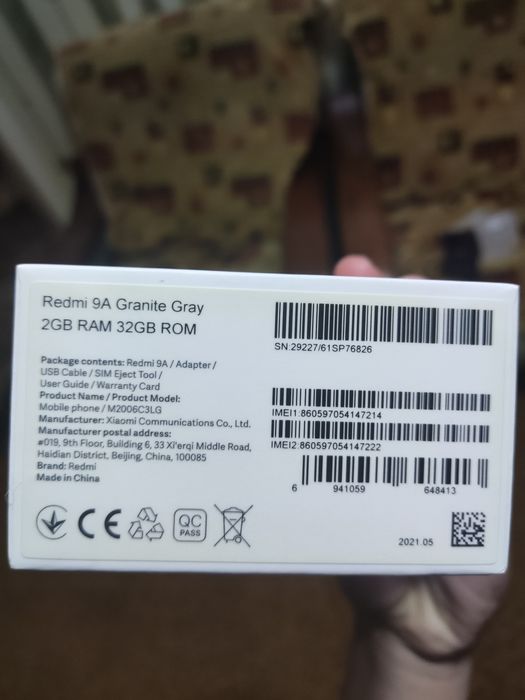 Redmi 9A Granite Gray
2GB RAM 32GB ROM
Package contents: Redmi 9A / Adapter /
USB Cable / SIM Eject Tool /
User Guide / Warranty Card
Product Name / Product Model:
Mobile phone / M2006C3LG
Manufacturer: Xiaomi Communications Co., Ltd.
Manufacturer postal address:
#019, 9th Floor, Building 6, 33 Xi'erqi Middle Road,
Haidian District, Beijing, China, 100085
Brand: Redmi
Made in China
SN:29227/61SP76826
IMEI1:860597054147214
IMEI2:860597054147222
6 941059 648413
CE
QC
PASS
2021.05